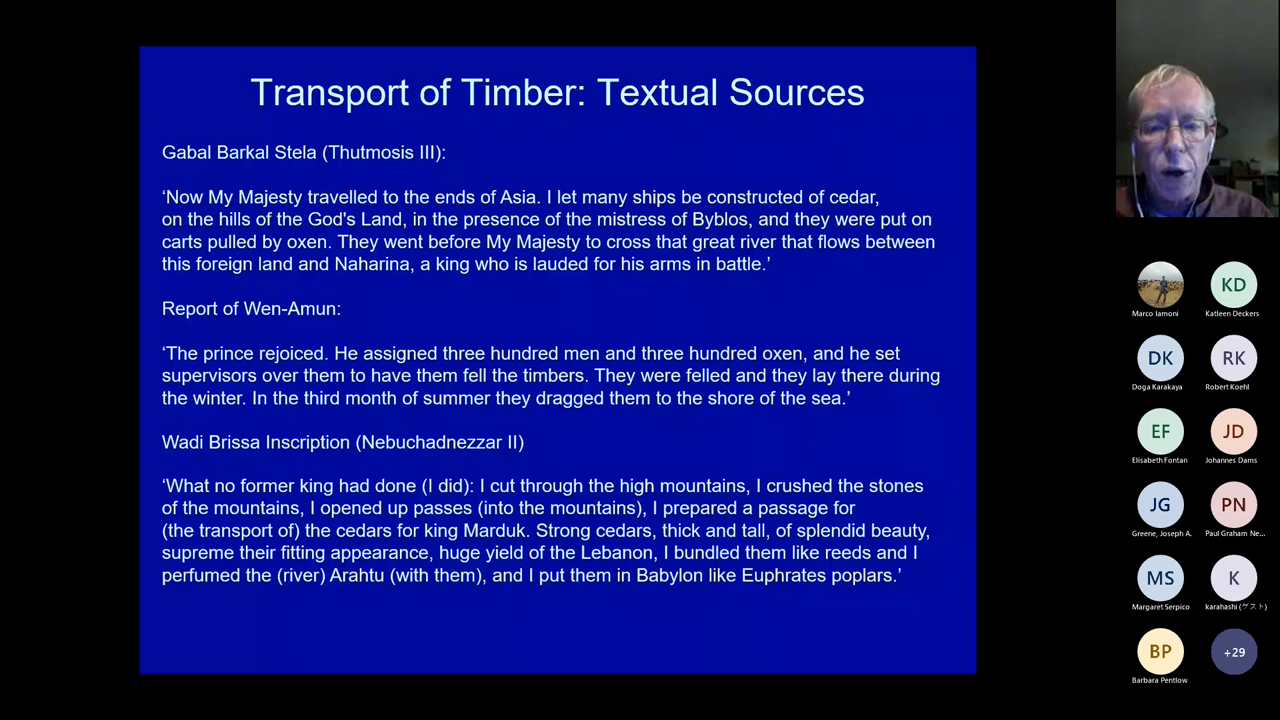 Transport of Timber: Textual Sources
Gabal Barkal Stela (Thutmosis III):
‘Now My Majesty travelled to the ends of Asia. I let many ships be constructed of cedar,
on the hills of the God's Land, in the presence of the mistress of Byblos, and they were put on
carts pulled by oxen. They went before My Majesty to cross that great river that flows between
this foreign land and Naharina, a king who is lauded for his arms in battle.’
Report of Wen-Amun:
‘The prince rejoiced. He assigned three hundred men and three hundred oxen, and he set
supervisors over them to have them fell the timbers. They were felled and they lay there during
the winter. In the third month of summer they dragged them to the shore of the sea.’
Wadi Brissa Inscription (Nebuchadnezzar II)
‘What no former king had done (I did): I cut through the high mountains, I crushed the stones
of the mountains, I opened up passes (into the mountains), I prepared a passage for
(the transport of) the cedars for king Marduk. Strong cedars, thick and tall, of splendid beauty,
supreme their fitting appearance, huge yield of the Lebanon, I bundled them like reeds and I
perfumed the (river) Arahtu (with them), and I put them in Babylon like Euphrates poplars.’
KD
Marco Iamoni
Katleen Deckers
DK
RK
Doga Karakaya
Robert Koehl
EF
JD
Elisabeth Fontan
Johannes Dams
JG
PN
Greene, Joseph A.
Paul Graham Ne...
MS
K
Margaret Serpico
karahashi (ゲスト)
BP
+29
Barbara Pentlow